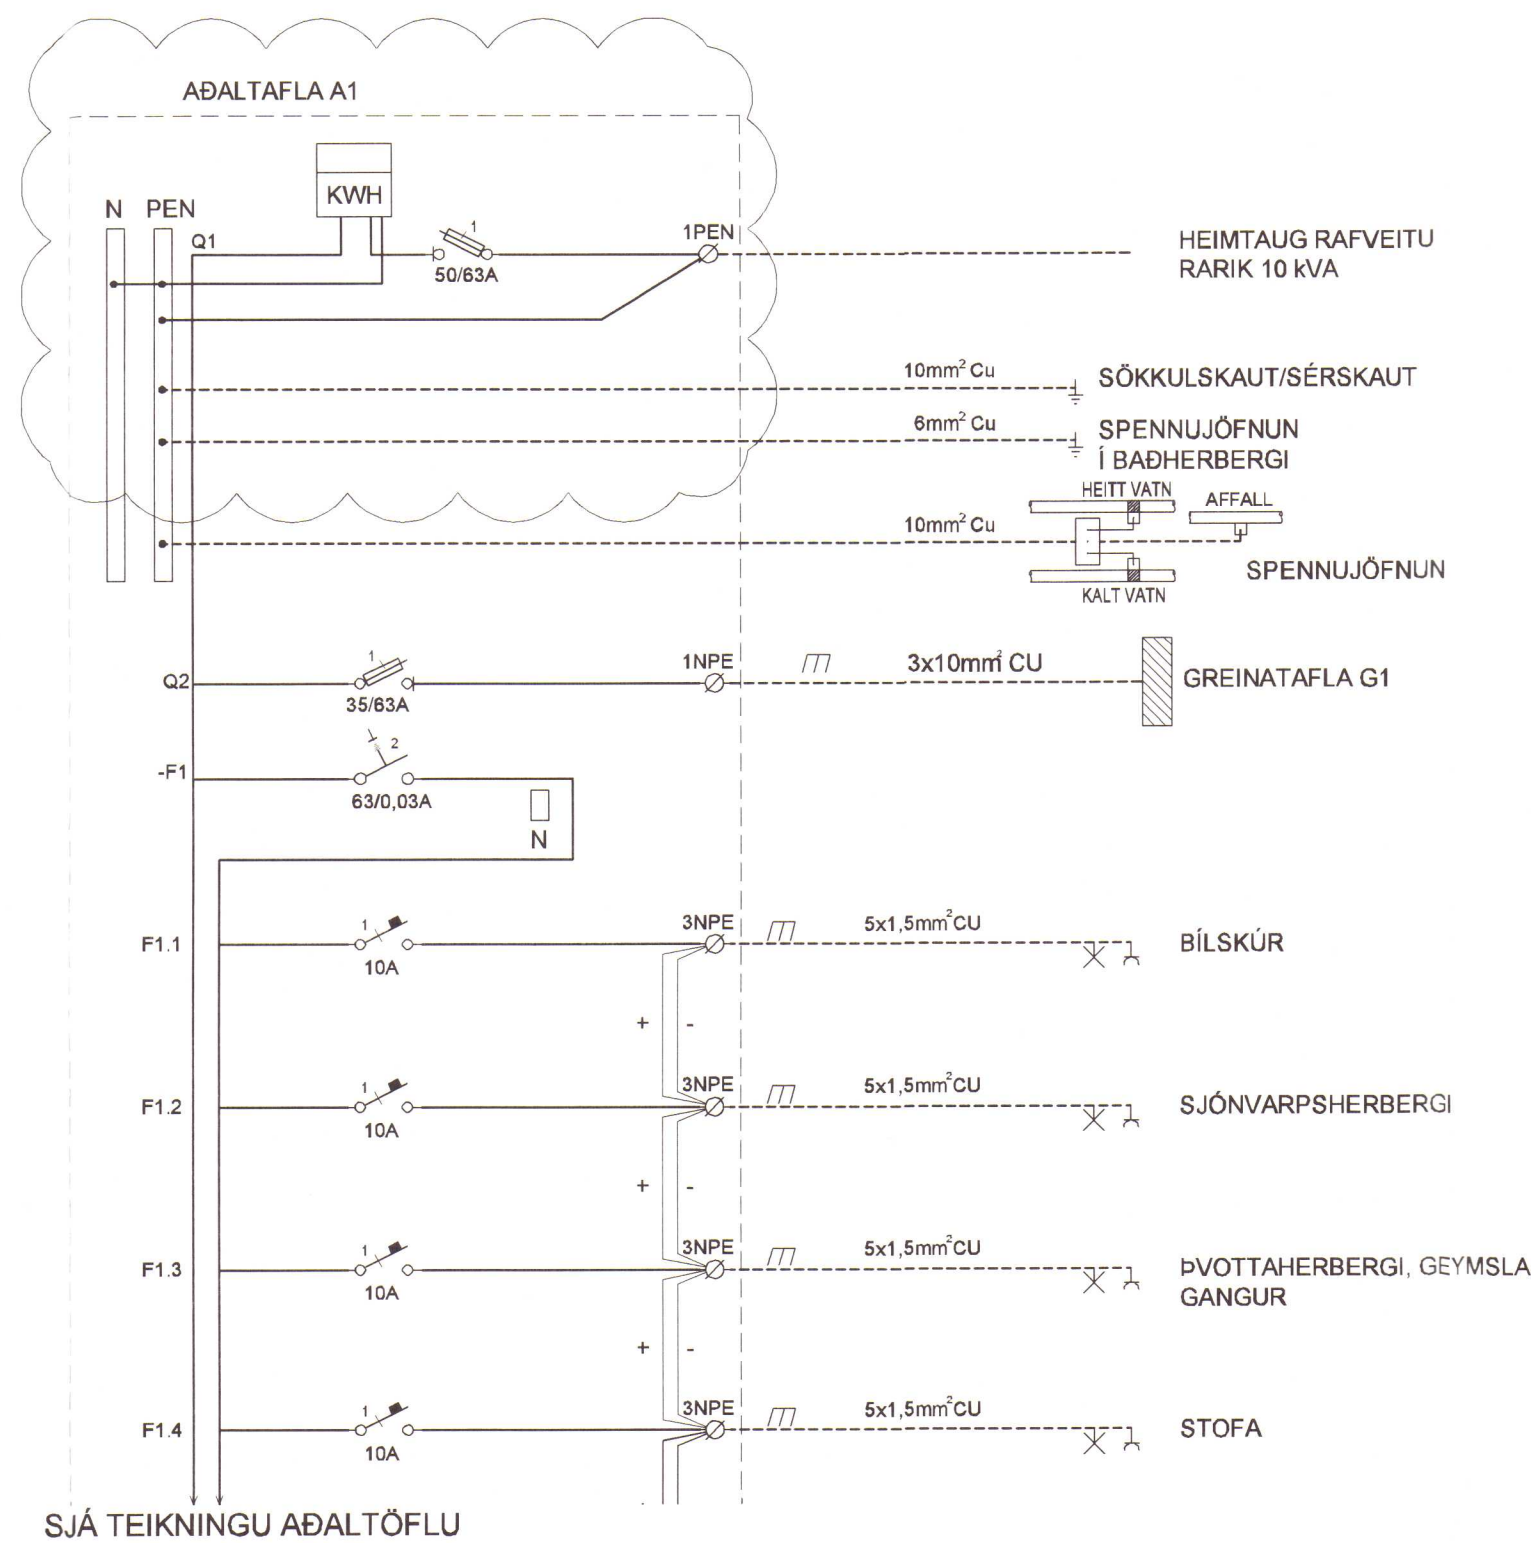 AÐALTAFLA A1
KWH
N PEN
Q1
1
50/63A
1PEN
HEIMTAUG RAFVEITU
RARIK 10 kVA
10mm² Cu
SÖKKULSKAUT/SÉRSKAUT
6mm² Cu
SPENNUJÖFNUN
Í BAÐHERBERGI
HEITT VATN
AFFALL
10mm² Cu
SPENNUJÖFNUN
KALT VATN
Q2
1
35/63A
1NPE
3x10mm² CU
GREINATAFLA G1
-F1
2
63/0,03A
N
F1.1
1
10A
3NPE
5x1,5mm²CU
BÍLSKÚR
+ -
F1.2
1
10A
3NPE
5x1,5mm²CU
SJÓNVARPSHERBERGI
+ -
F1.3
1
10A
3NPE
5x1,5mm²CU
ÞVOTTAHERBERGI, GEYMSLA
GANGUR
+ -
F1.4
1
10A
3NPE
5x1,5mm²CU
STOFA
SJÁ TEIKNINGU AÐALTÖFLU